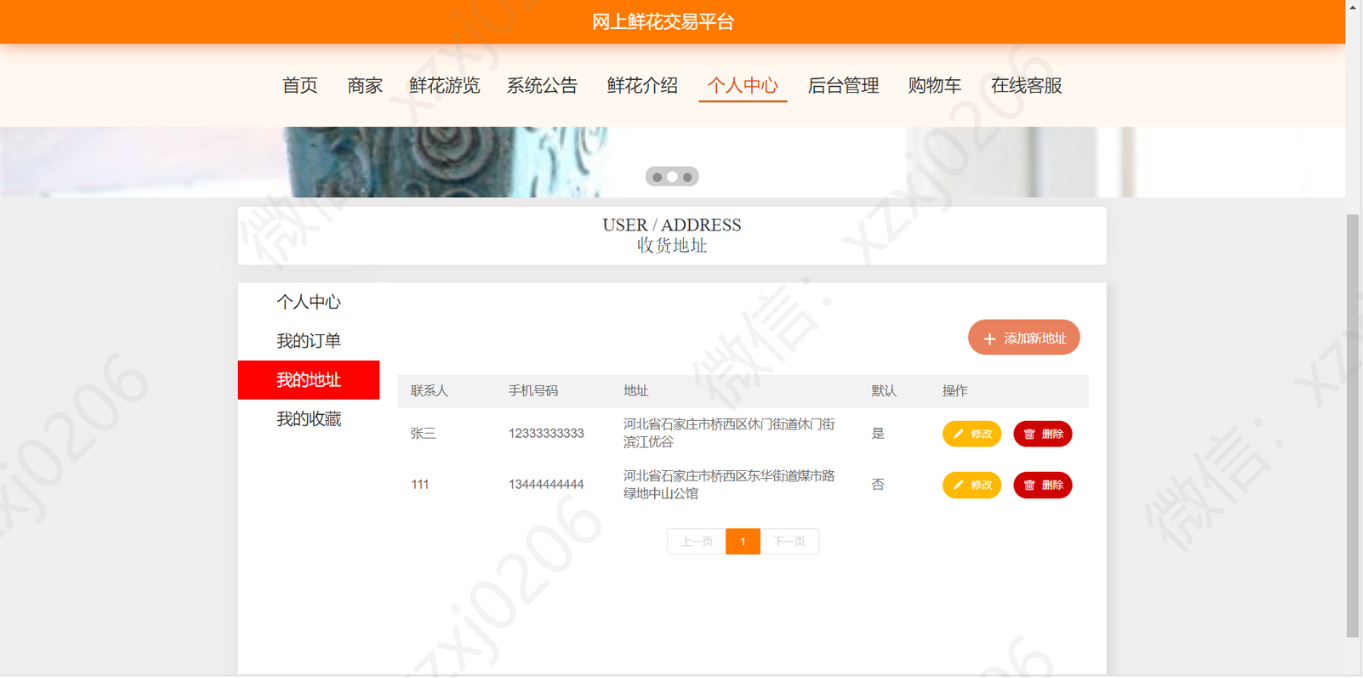 网上鲜花交易平台
首页 商家 鲜花游览 系统公告 鲜花介绍 个人中心 后台管理 购物车 在线客服
USER / ADDRESS
收货地址
个人中心
我的订单
我的地址
我的收藏
添加新地址
联系人 手机号码 地址 默认 操作
张三 12333333333 河北省石家庄市桥西区休门街道休门街 是 修改 删除
滨江优谷
111 13444444444 河北省石家庄市桥西区东华街道煤市路 否 修改 删除
绿地中山公馆
上一页 1 下一页
微信：xzxj0206